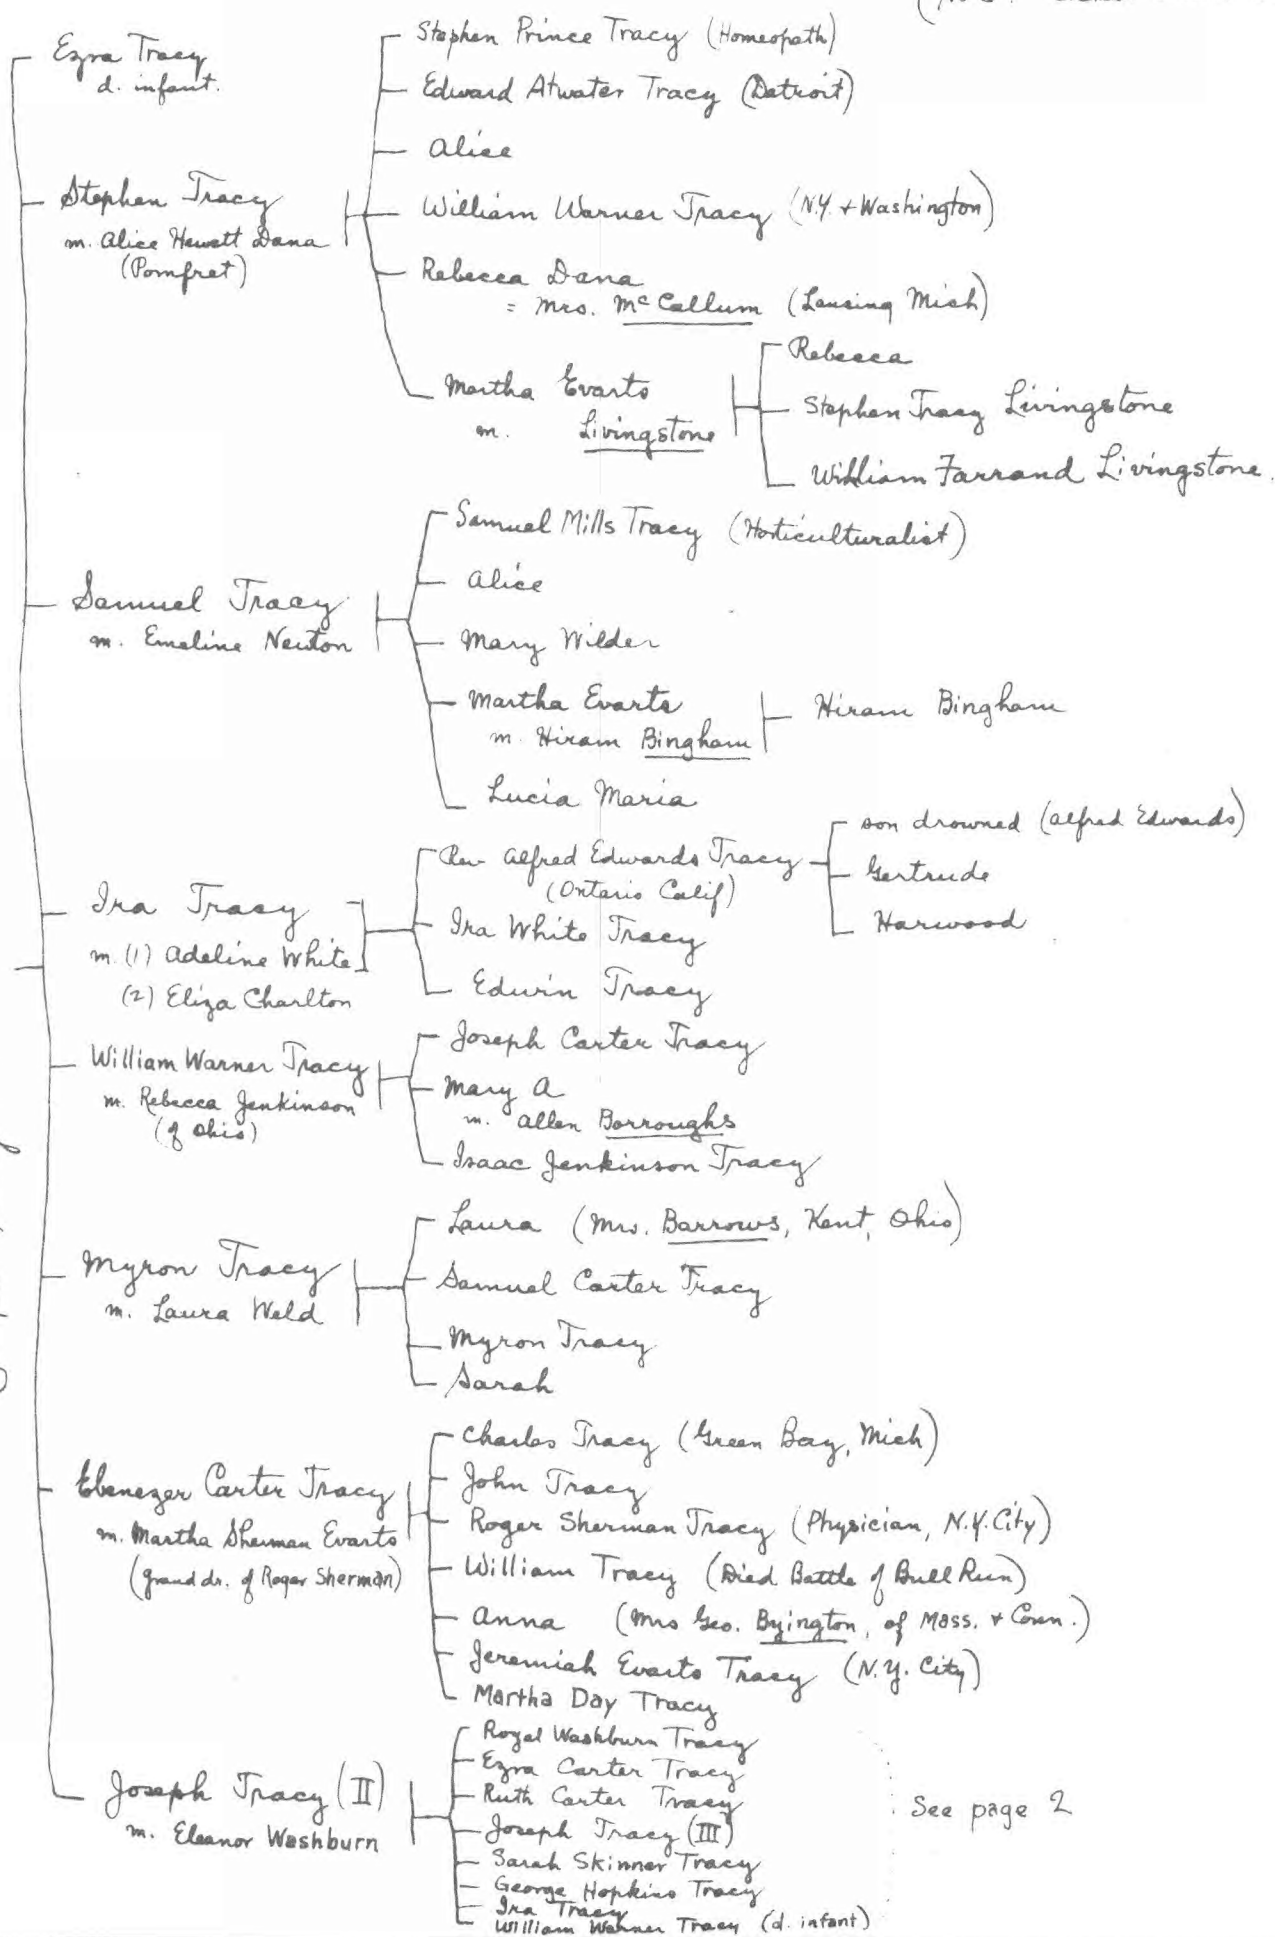 Ezra Tracy
d. infant.
Stephen Prince Tracy (Homeopath)
Edward Atwater Tracy (Detroit)
Alice
Stephen Tracy
m. Alice Hewett Dana
(Pomfret)
William Warner Tracy (N.Y. + Washington)
Rebecca Dana
= Mrs. McCallum (Lansing Mich)
Martha Evarts
m. Livingstone
Rebecca
Stephen Tracy Livingstone
William Farrand Livingstone.
Samuel Mills Tracy (Horticulturalist)
Alice
Samuel Tracy
m. Emeline Newton
Mary Wilder
Martha Evarts
m. Hiram Bingham
Hiram Bingham
Lucia Maria
Rev. Alfred Edwards Tracy
(Ontario Calif)
son drowned (Alfred Edwards)
Gertrude
Harwood
Ira Tracy
m. (1) Adeline White
(2) Eliza Charlton
Ira White Tracy
Edwin Tracy
Joseph Carter Tracy
William Warner Tracy
m. Rebecca Jenkinson
(of Ohio)
Mary A
m. Allen Borroughs
Isaac Jenkinson Tracy
Laura (Mrs. Barrows, Kent, Ohio)
Myron Tracy
m. Laura Weld
Samuel Carter Tracy
Myron Tracy
Sarah
Charles Tracy (Green Bay, Mich)
John Tracy
Ebenezer Carter Tracy
m. Martha Sherman Evarts
(grand dr. of Roger Sherman)
Roger Sherman Tracy (Physician, N.Y. City)
William Tracy (Died Battle of Bull Run)
Anna (Mrs Geo. Byington, of Mass. + Conn.)
Jeremiah Evarts Tracy (N.Y. City)
Martha Day Tracy
Joseph Tracy (II)
m. Eleanor Washburn
Royal Washburn Tracy
Ezra Carter Tracy
Ruth Carter Tracy
Joseph Tracy (III)
Sarah Skinner Tracy
George Hopkins Tracy
Ira Tracy
William Warner Tracy (d. infant)
See page 2